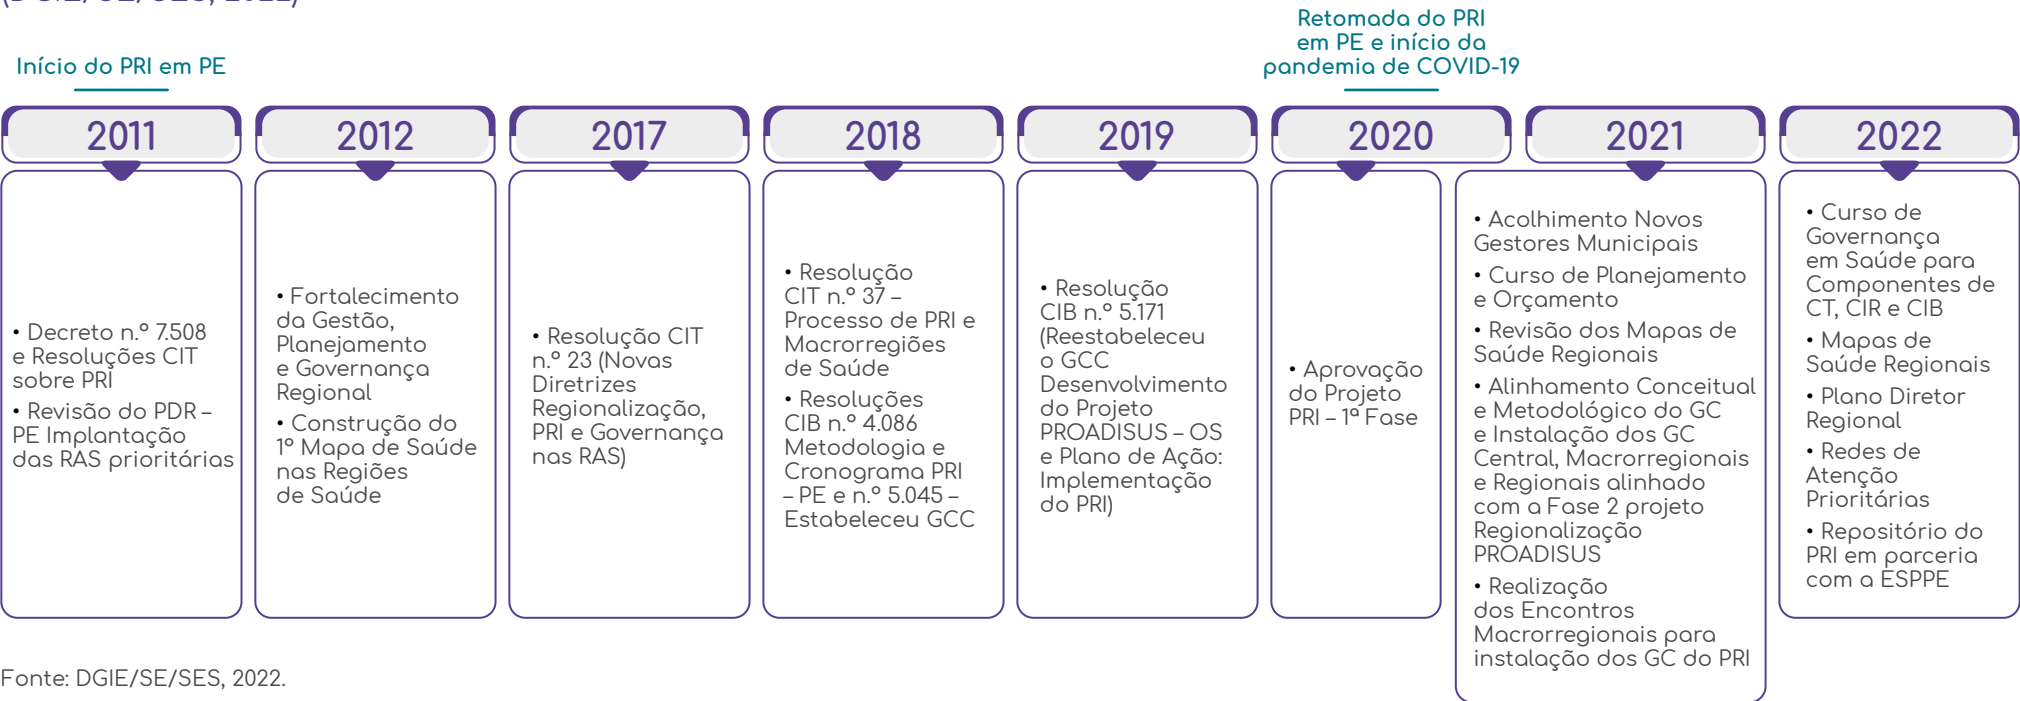 (DGIE/SE/SES, 2022)
Início do PRI em PE
Retomada do PRI
em PE e início da
pandemia de COVID-19
2011
• Decreto n.º 7.508
e Resoluções CIT
sobre PRI
• Revisão do PDR –
PE Implantação
das RAS prioritárias
2012
• Fortalecimento
da Gestão,
Planejamento
e Governança
Regional
• Construção do
1º Mapa de Saúde
nas Regiões
de Saúde
2017
• Resolução CIT
n.º 23 (Novas
Diretrizes
Regionalização,
PRI e Governança
nas RAS)
2018
• Resolução
CIT n.º 37 –
Processo de PRI e
Macrorregiões
de Saúde
• Resoluções
CIB n.º 4.086
Metodologia e
Cronograma PRI
– PE e n.º 5.045 –
Estabeleceu GCC
2019
• Resolução
CIB n.º 5.171
(Reestabeleceu
o GCC
Desenvolvimento
do Projeto
PROADISUS – OS
e Plano de Ação:
Implementação
do PRI)
2020
• Aprovação
do Projeto
PRI – 1ª Fase
2021
• Acolhimento Novos
Gestores Municipais
• Curso de Planejamento
e Orçamento
• Revisão dos Mapas de
Saúde Regionais
• Alinhamento Conceitual
e Metodológico do GC
e Instalação dos GC
Central, Macrorregionais
e Regionais alinhado
com a Fase 2 projeto
Regionalização
PROADISUS
• Realização
dos Encontros
Macrorregionais para
instalação dos GC do PRI
2022
• Curso de
Governança
em Saúde para
Componentes de
CT, CIR e CIB
• Mapas de
Saúde Regionais
• Plano Diretor
Regional
• Redes de
Atenção
Prioritárias
• Repositório do
PRI em parceria
com a ESPPE
Fonte: DGIE/SE/SES, 2022.